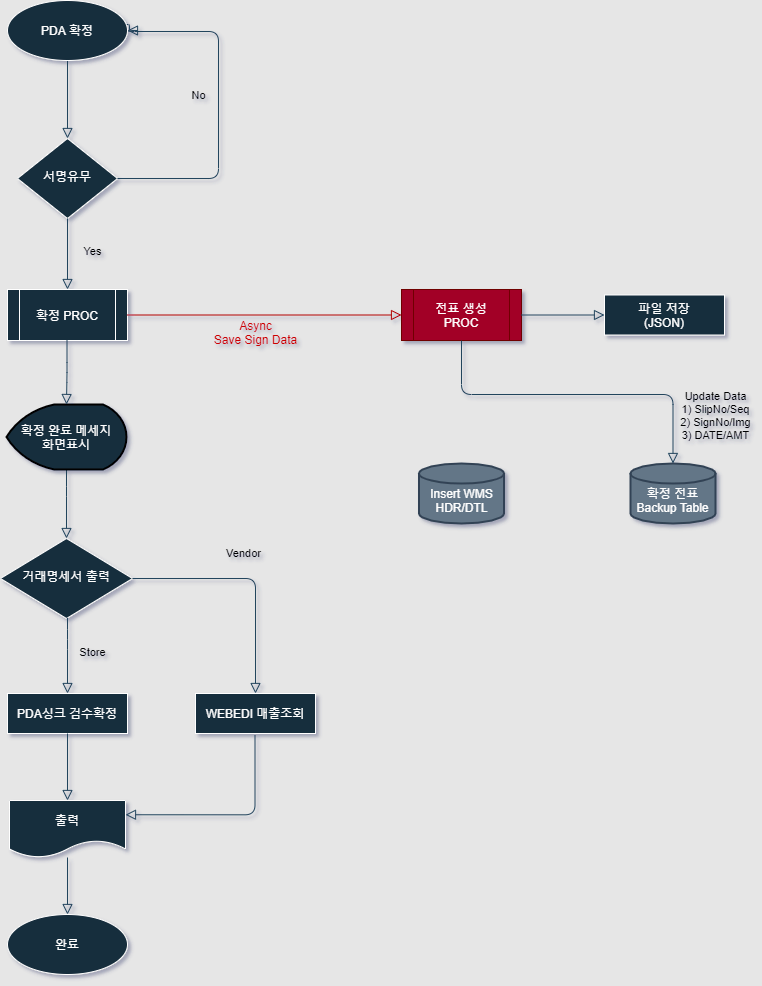 PDA 확정
No
서명유무
Yes
확정 PROC
Async
Save Sign Data
전표 생성
PROC
파일 저장
(JSON)
확정 완료 메세지
화면표시
Update Data
1) SlipNo/Seq
2) SignNo/Img
3) DATE/AMT
Insert WMS
HDR/DTL
확정 전표
Backup Table
거래명세서 출력
Vendor
Store
PDA싱크 검수확정
WEBEDI 매출조회
출력
완료